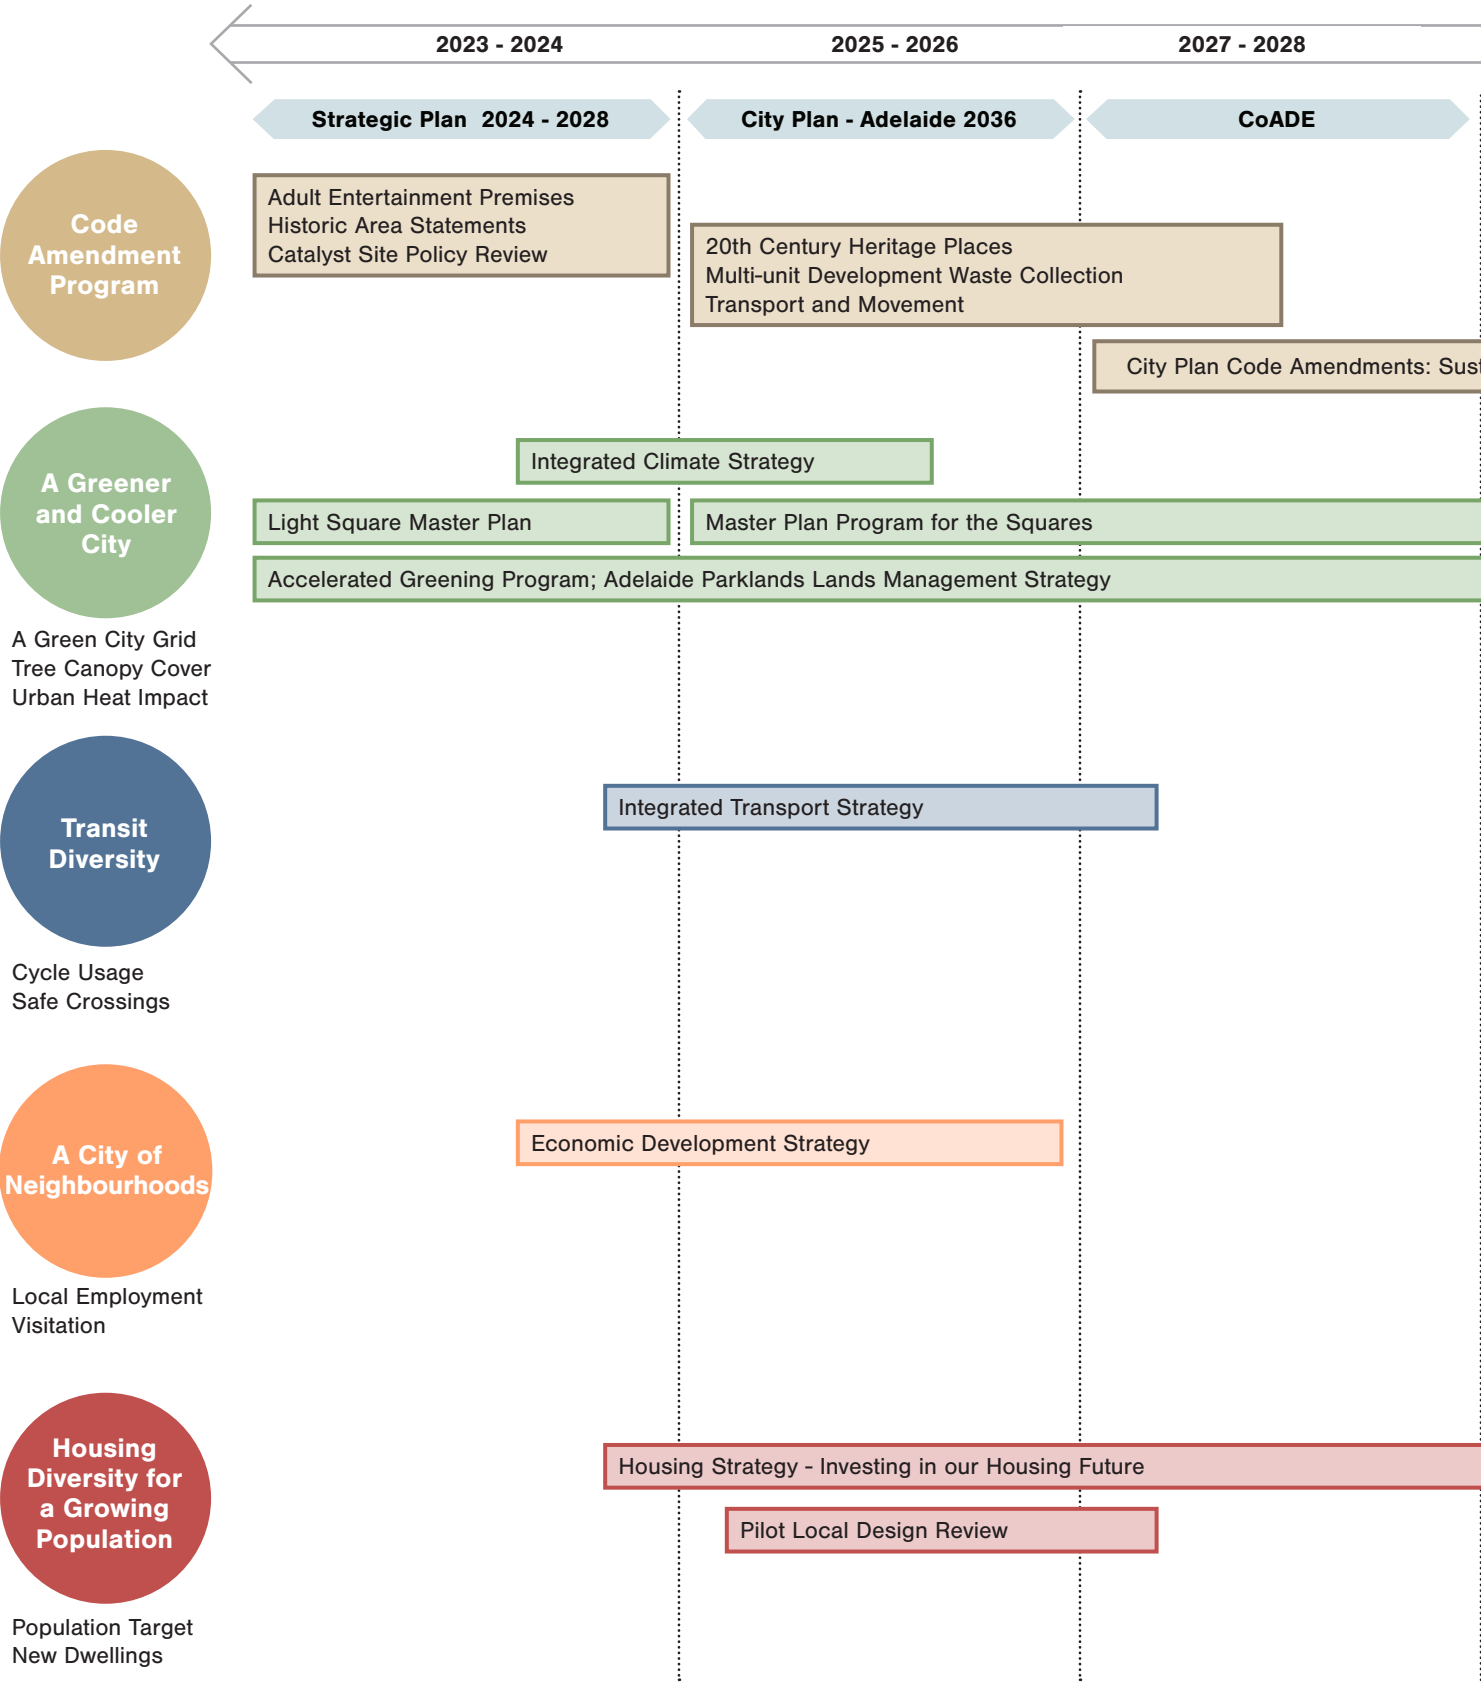 2023 - 2024
2025 - 2026
2027 - 2028
Strategic Plan 2024 - 2028
City Plan - Adelaide 2036
CoADE
Code
Amendment
Program
Adult Entertainment Premises
Historic Area Statements
Catalyst Site Policy Review
20th Century Heritage Places
Multi-unit Development Waste Collection
Transport and Movement
City Plan Code Amendments:
A Greener
and Cooler
City
Integrated Climate Strategy
Light Square Master Plan
Master Plan Program for the Squares
Accelerated Greening Program; Adelaide Parklands Lands Management Strategy
A Green City Grid
Tree Canopy Cover
Urban Heat Impact
Transit
Diversity
Integrated Transport Strategy
Cycle Usage
Safe Crossings
A City of
Neighbourhoods
Economic Development Strategy
Local Employment
Visitation
Housing
Diversity for
a Growing
Population
Housing Strategy - Investing in our Housing Future
Pilot Local Design Review
Population Target
New Dwellings